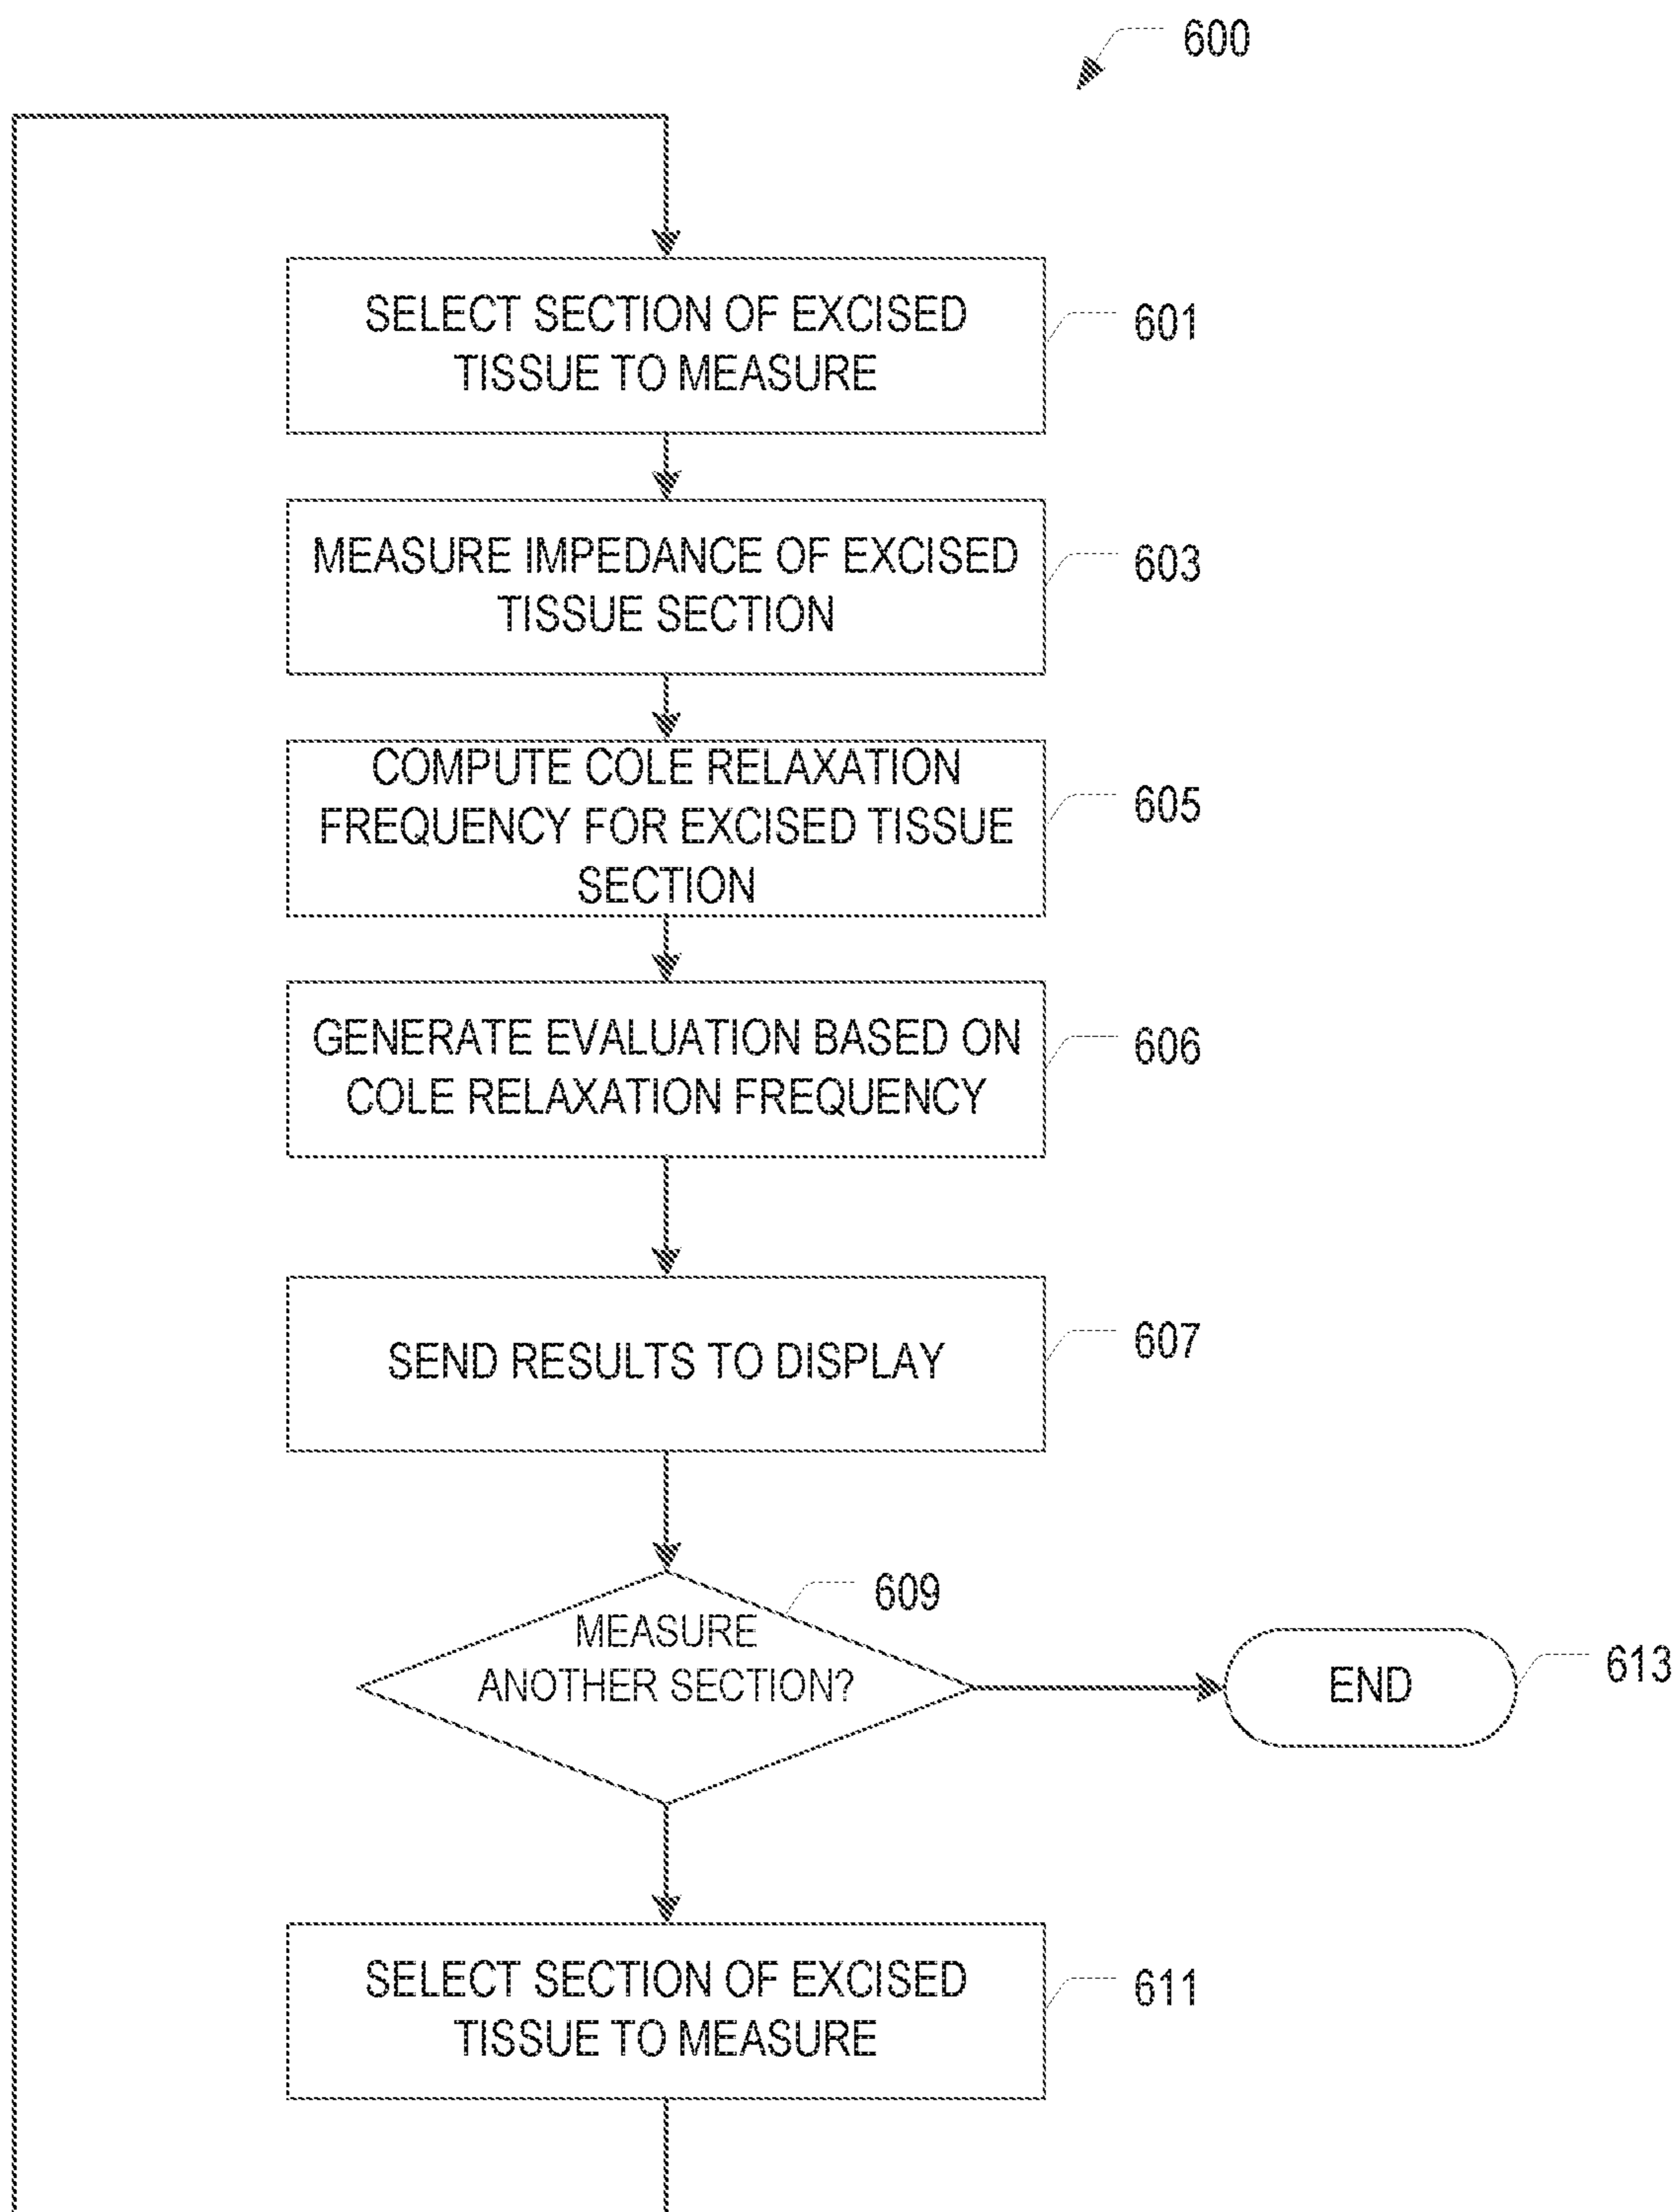 600
SELECT SECTION OF EXCISED
TISSUE TO MEASURE
601
MEASURE IMPEDANCE OF EXCISED
TISSUE SECTION
603
COMPUTE COLE RELAXATION
FREQUENCY FOR EXCISED TISSUE
SECTION
605
GENERATE EVALUATION BASED ON
COLE RELAXATION FREQUENCY
606
SEND RESULTS TO DISPLAY
607
MEASURE
ANOTHER SECTION?
609
END
613
SELECT SECTION OF EXCISED
TISSUE TO MEASURE
611